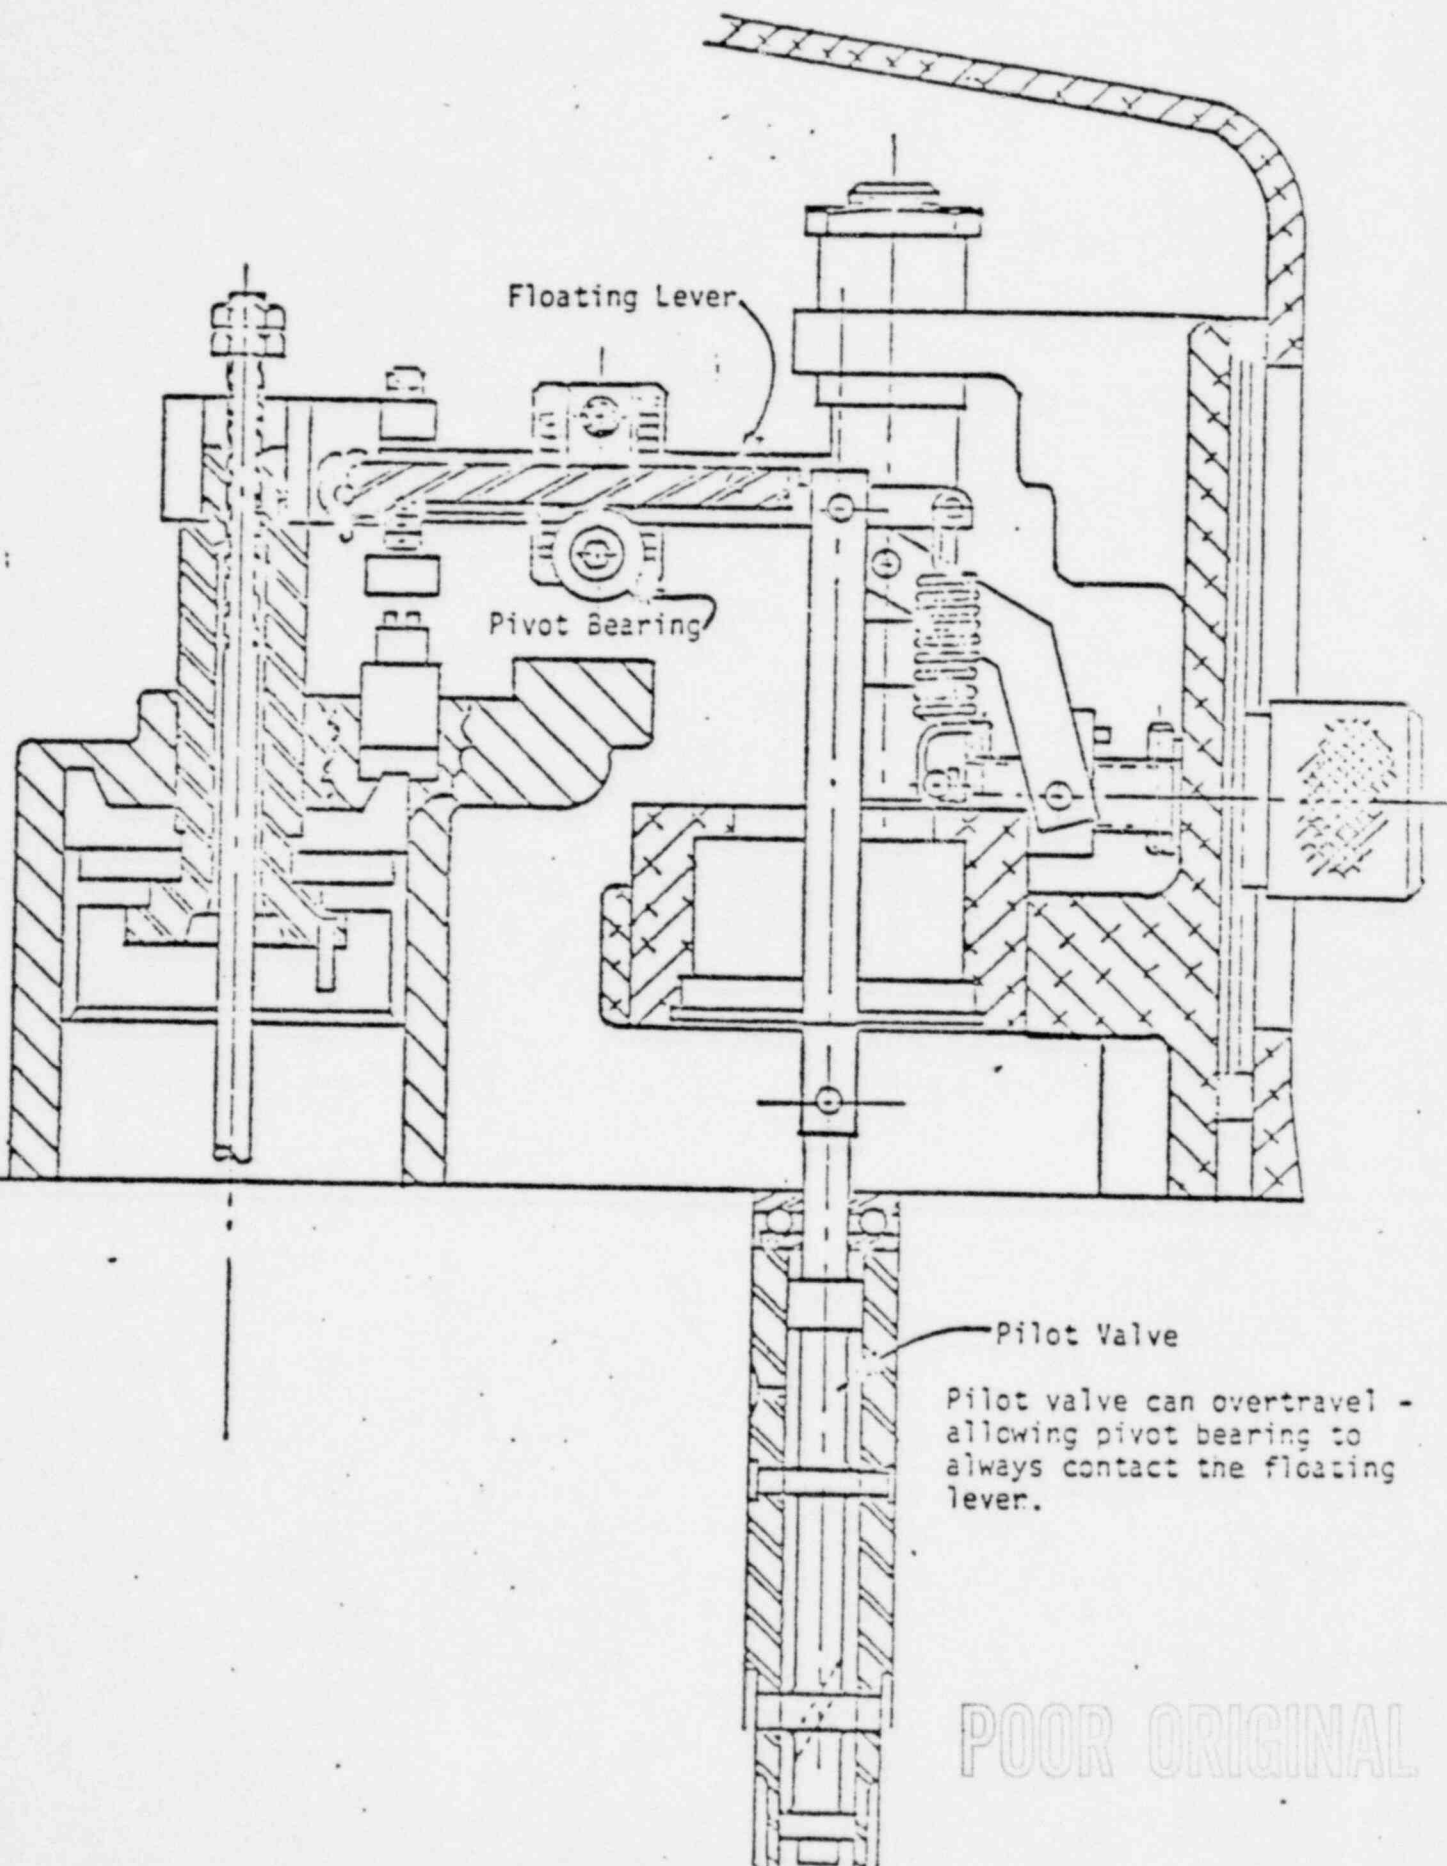 Floating Lever
Pivot Bearing
Pilot Valve
Pilot valve can overtravel -
allowing pivot bearing to
always contact the floating
lever.
POOR ORIGINAL